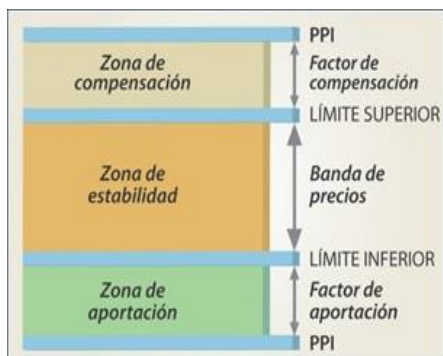 PPI
Zona de
compensación
Factor de
compensación
LÍMITE SUPERIOR
Zona de
estabilidad
Banda de
precios
LÍMITE INFERIOR
Zona de
aportación
Factor de
aportación
PPI